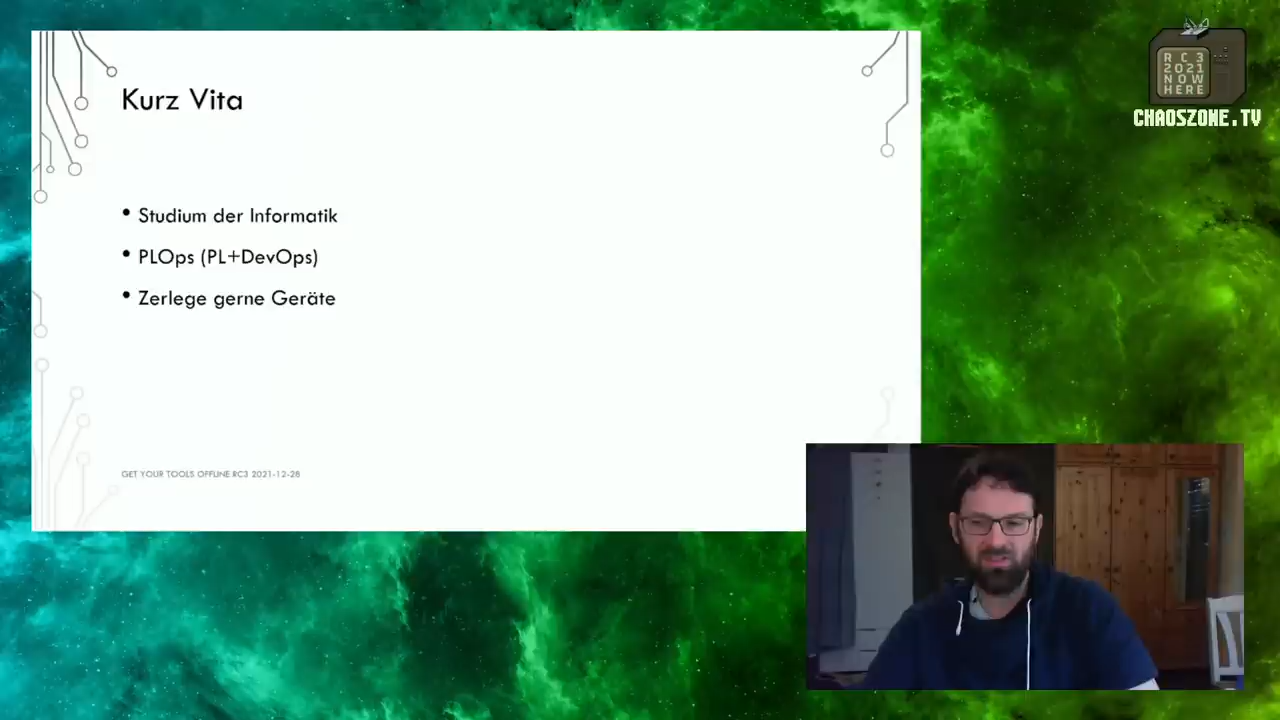 Kurz Vita
• Studium der Informatik
• PLOps (PL+DevOps)
• Zerlege gerne Geräte
GET YOUR TOOLS OFFLINE RC3 2021-12-28
RC3
2021
NOW
HERE
CHAOSZONE.TV